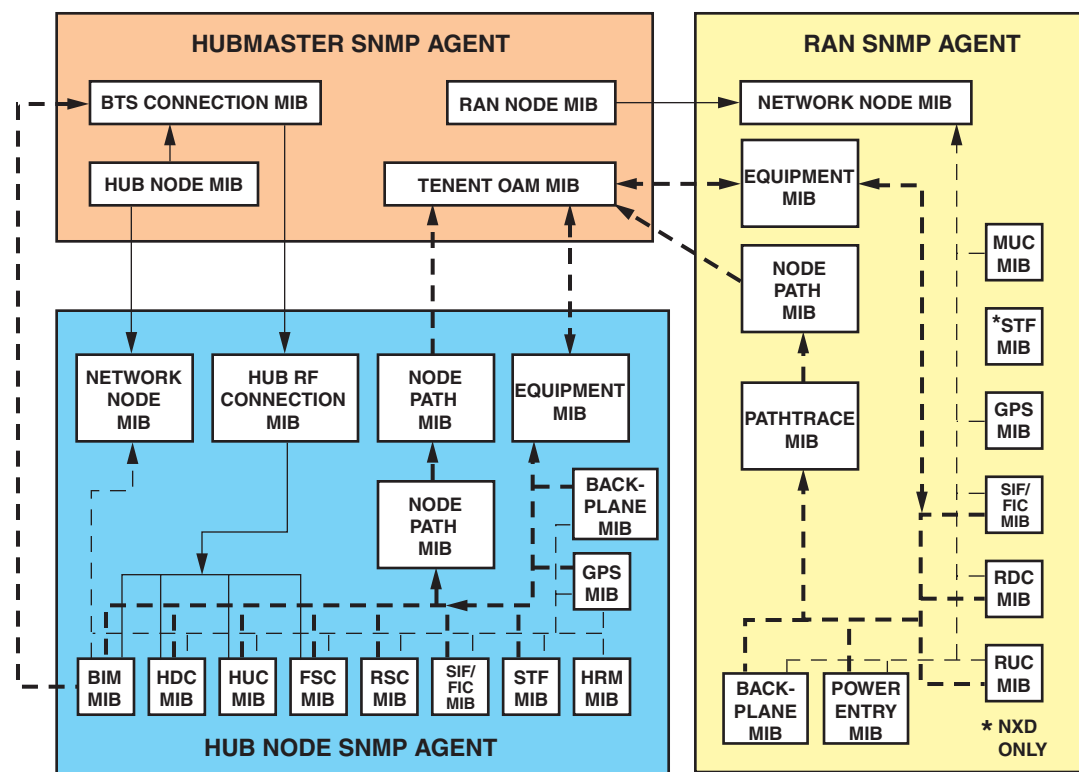 HUBMASTER SNMP AGENT
BTS CONNECTION MIB
RAN NODE MIB
HUB NODE MIB
TENENT OAM MIB
RAN SNMP AGENT
NETWORK NODE MIB
EQUIPMENT
MIB
NODE
PATH
MIB
PATHTRACE
MIB
MUC
MIB
*STF
MIB
GPS
MIB
SIF/
FIC
MIB
RDC
MIB
RUC
MIB
BACK-
PLANE
MIB
POWER
ENTRY
MIB
* NXD
ONLY
NETWORK
NODE
MIB
HUB RF
CONNECTION
MIB
NODE
PATH
MIB
EQUIPMENT
MIB
BACK-
PLANE
MIB
NODE
PATH
MIB
GPS
MIB
BIM
MIB
HDC
MIB
HUC
MIB
FSC
MIB
RSC
MIB
SIF/
FIC
MIB
STF
MIB
HRM
MIB
HUB NODE SNMP AGENT